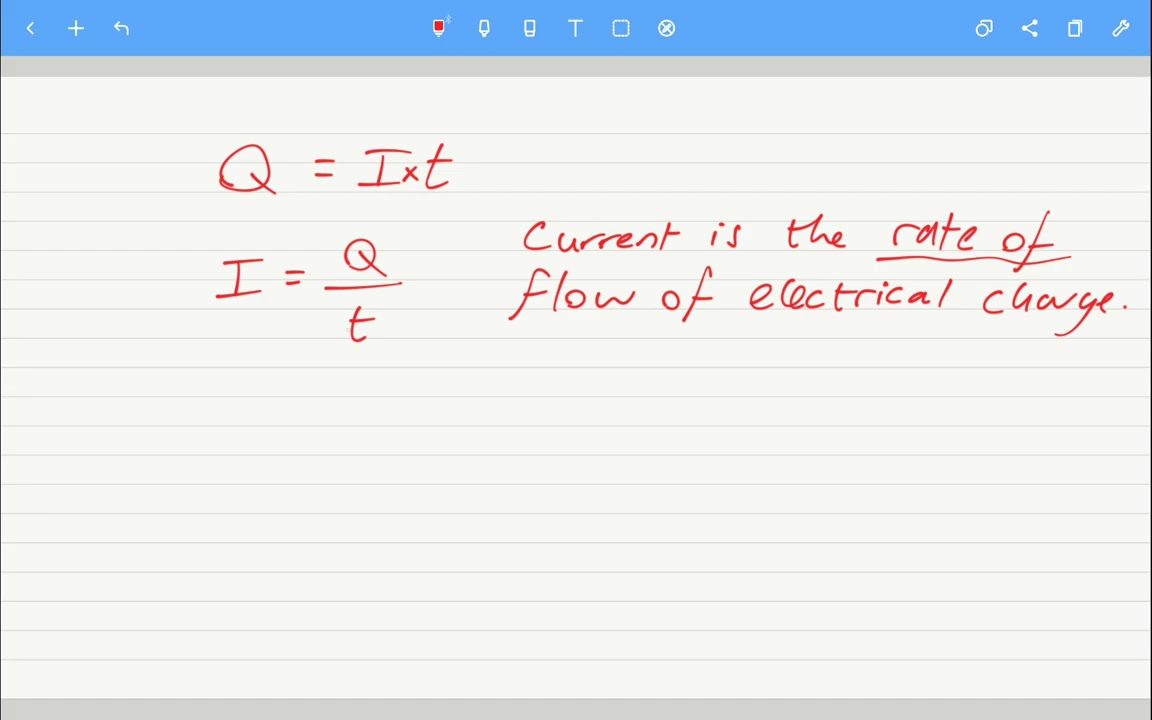 Q = I × t
I = Q / t
Current is the rate of
flow of electrical charge.